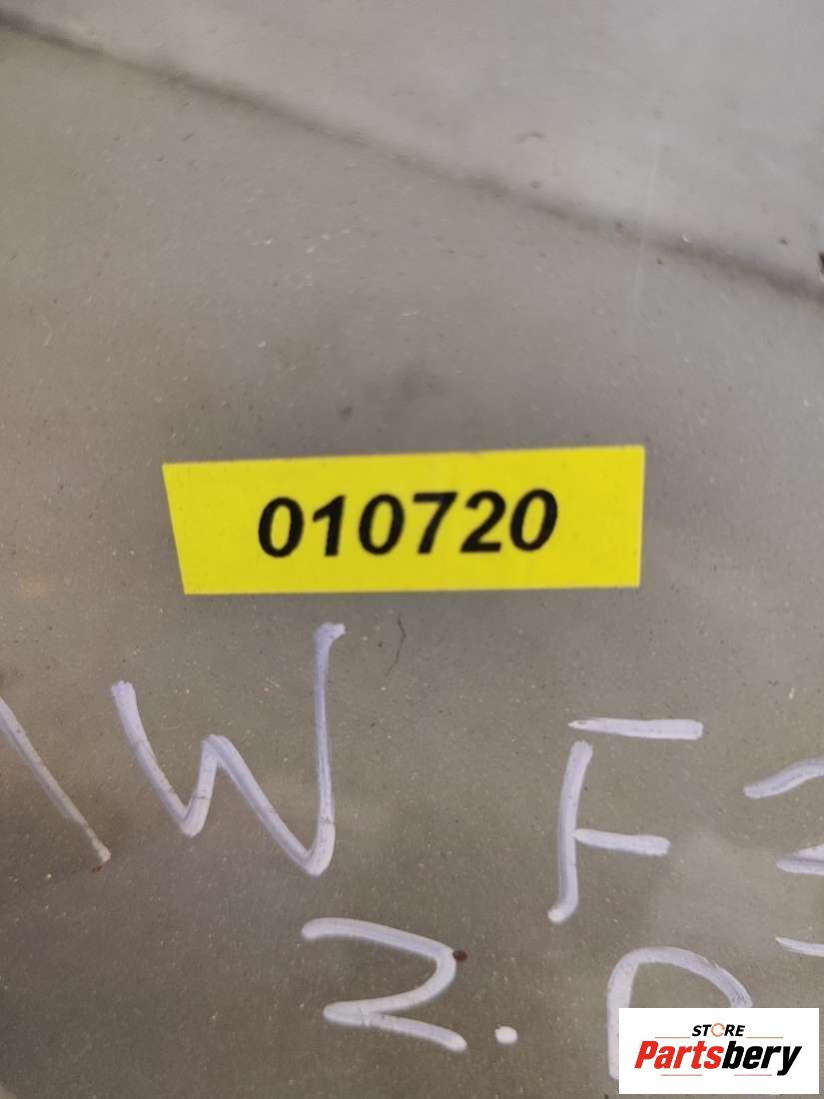 010720
W F
2.
STORE
Partsbery